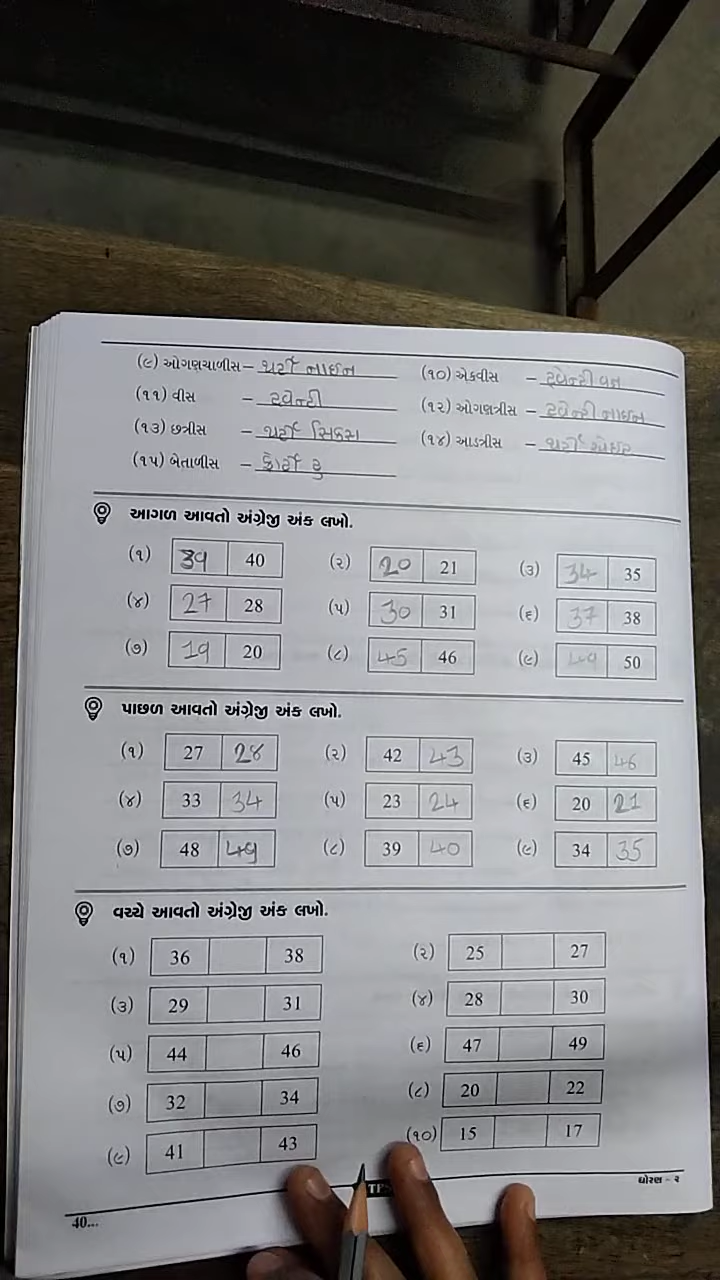 (૯) ઓગણચાળીસ – થર્ટી નાઇન (૧૦) એકવીસ – ટ્વેન્ટી વન
(૧૧) વીસ – ટ્વેન્ટી (૧૨) ઓગણત્રીસ – ટ્વેન્ટી નાઇન
(૧૩) છત્રીસ – થર્ટી સિકસ (૧૪) આડત્રીસ – થર્ટી એઇટ
(૧૫) બેતાળીસ – ફોર્ટી ટુ
આગળ આવતો અંગ્રેજી અંક લખો.
(૧) 39 40 (૨) 20 21 (૩) 34 35
(૪) 27 28 (૫) 30 31 (૬) 37 38
(૭) 19 20 (૮) 45 46 (૯) 49 50
પાછળ આવતો અંગ્રેજી અંક લખો.
(૧) 27 28 (૨) 42 43 (૩) 45 46
(૪) 33 34 (૫) 23 24 (૬) 20 21
(૭) 48 49 (૮) 39 40 (૯) 34 35
વચ્ચે આવતો અંગ્રેજી અંક લખો.
(૧) 36 38 (૨) 25 27
(૩) 29 31 (૪) 28 30
(૫) 44 46 (૬) 47 49
(૭) 32 34 (૮) 20 22
(૯) 41 43 (૧૦) 15 17
40... ધોરણ - ૨